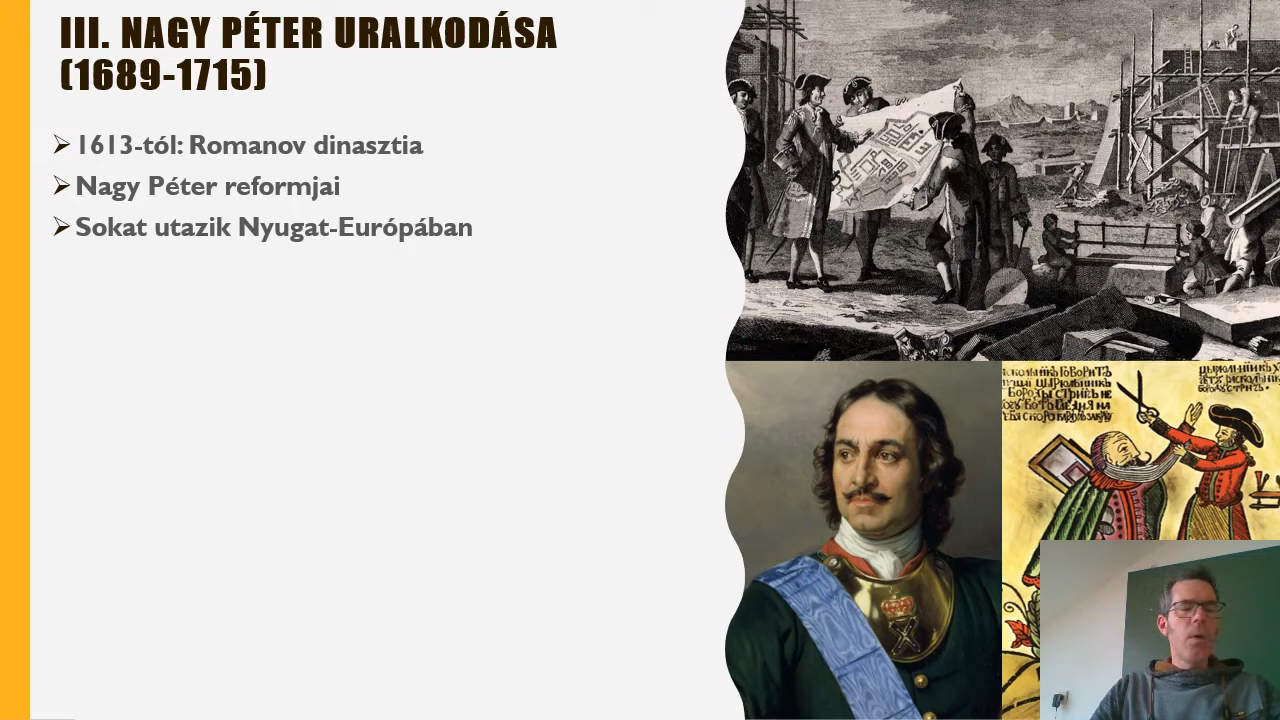 III. NAGY PÉTER URALKODÁSA
(1689-1715)
1613-tól: Romanov dinasztia
Nagy Péter reformjai
Sokat utazik Nyugat-Európában